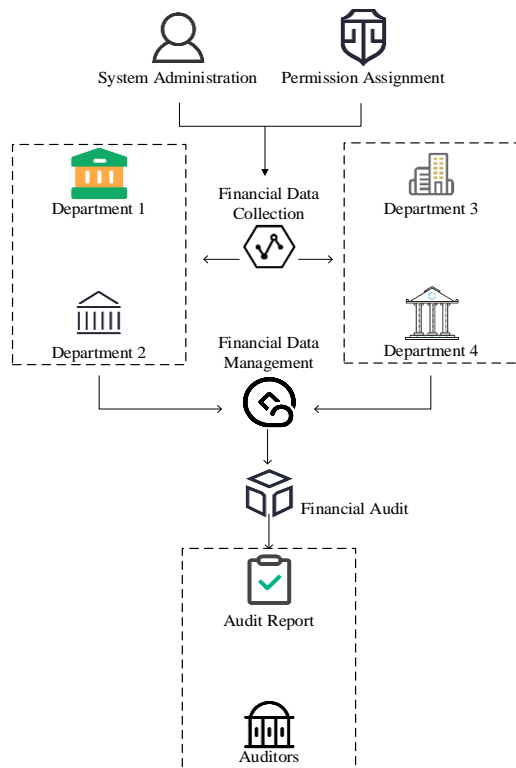 System Administration
Permission Assignment
Department 1
Financial Data
Collection
Department 3
Department 2
Financial Data
Management
Department 4
Financial Audit
Audit Report
Auditors